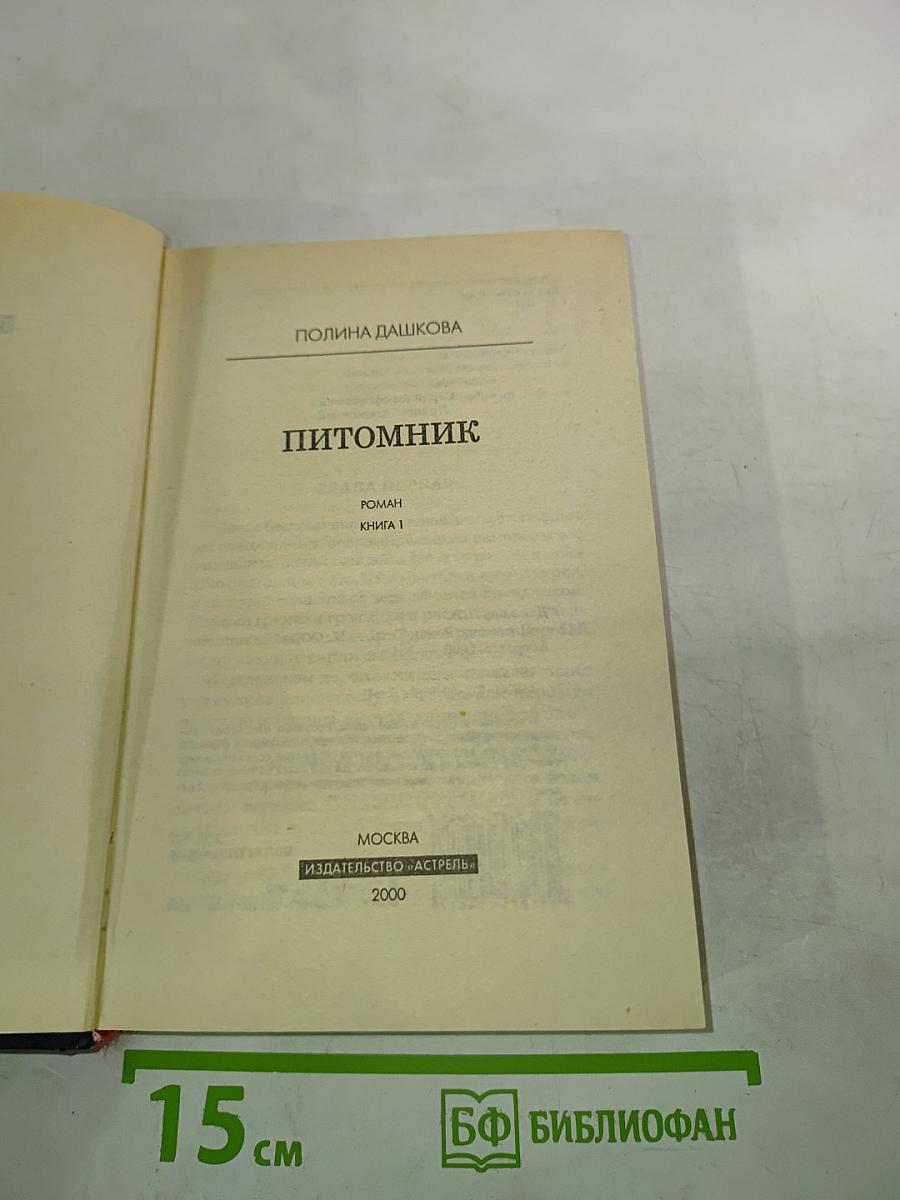 ПОЛИНА ДАШКОВА
ПИТОМНИК
РОМАН
КНИГА 1
МОСКВА
ИЗДАТЕЛЬСТВО «АСТРЕЛЬ»
2000
15 см
БФ БИБЛИОФАН